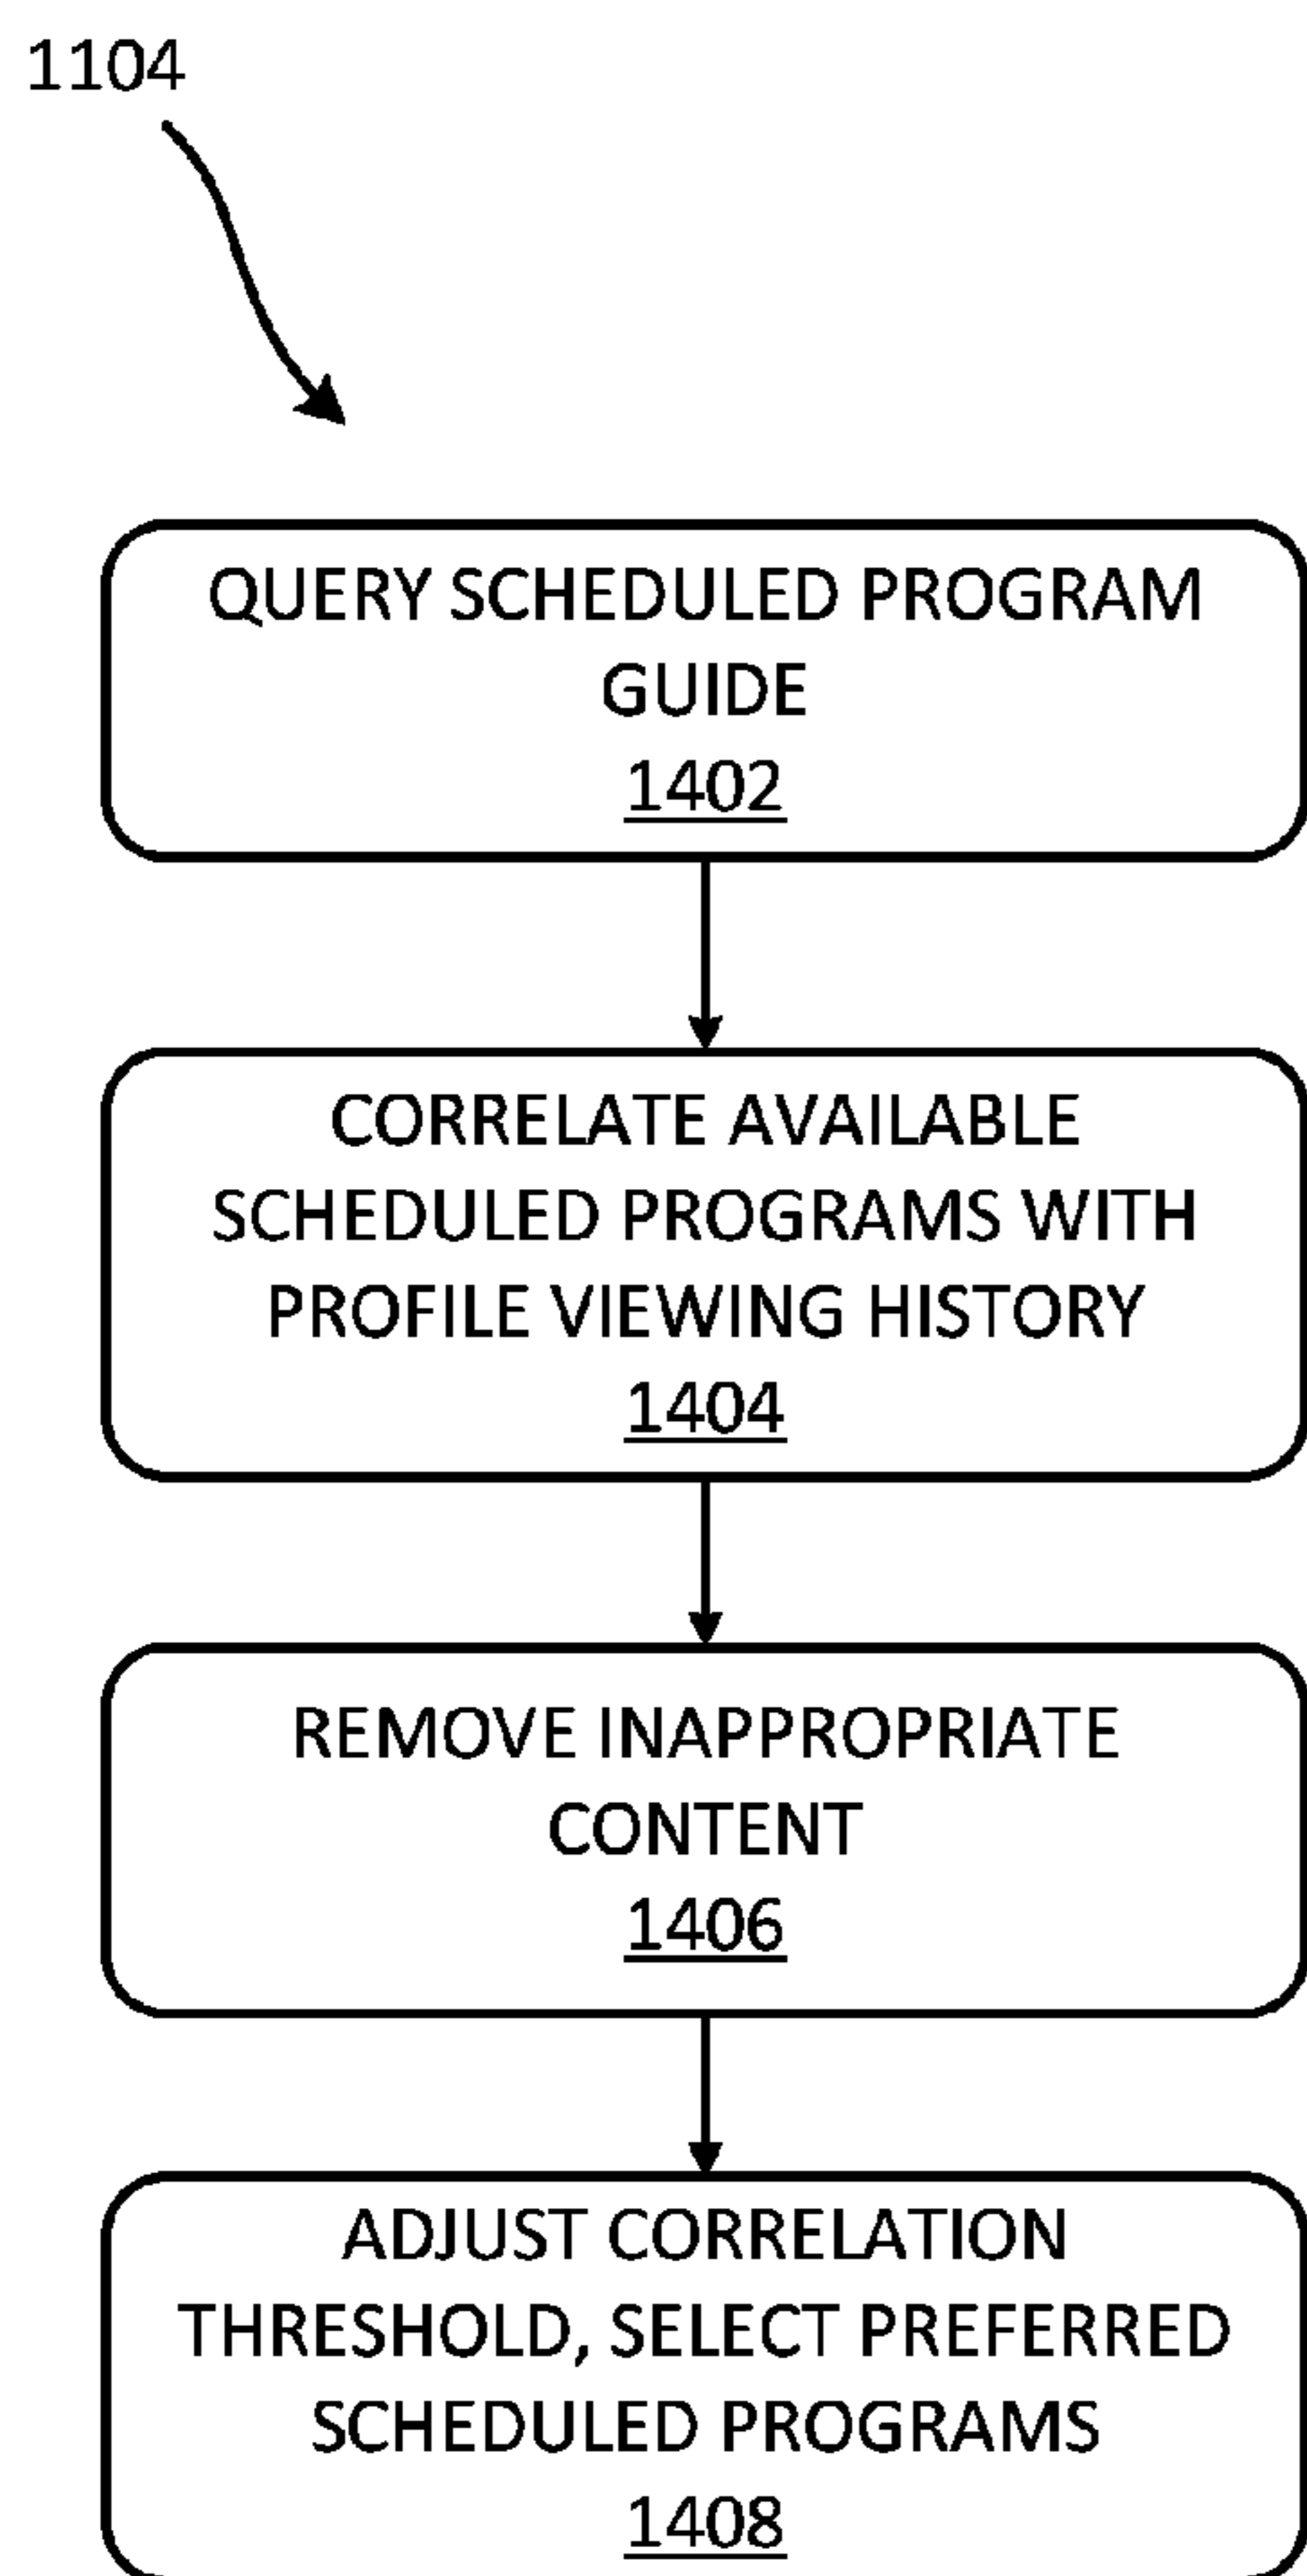 1104
QUERY SCHEDULED PROGRAM
GUIDE
1402
CORRELATE AVAILABLE
SCHEDULED PROGRAMS WITH
PROFILE VIEWING HISTORY
1404
REMOVE INAPPROPRIATE
CONTENT
1406
ADJUST CORRELATION
THRESHOLD, SELECT PREFERRED
SCHEDULED PROGRAMS
1408